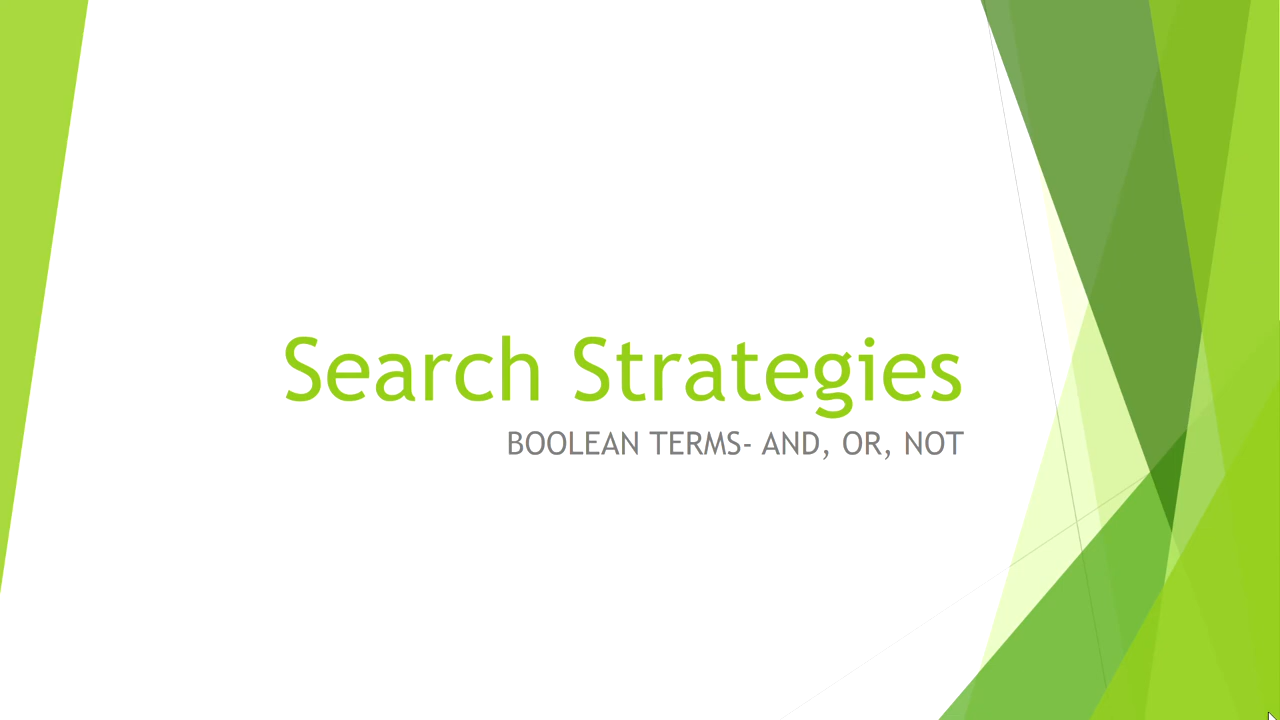 Search Strategies
BOOLEAN TERMS- AND, OR, NOT